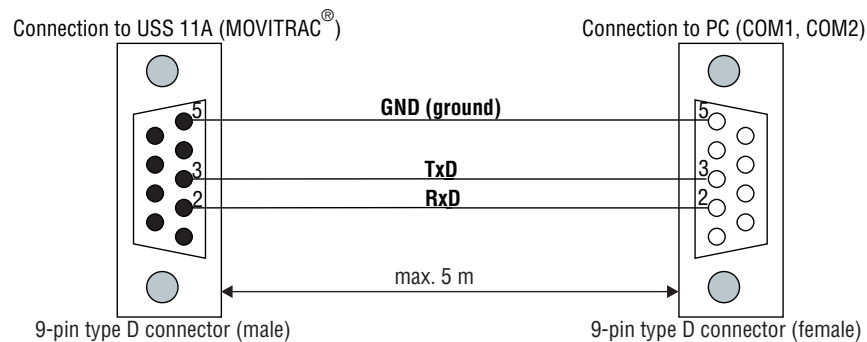 Connection to USS 11A (MOVITRAC®)
Connection to PC (COM1, COM2)
GND (ground)
5
5
TxD
3
3
RxD
2
2
max. 5 m
9-pin type D connector (male)
9-pin type D connector (female)